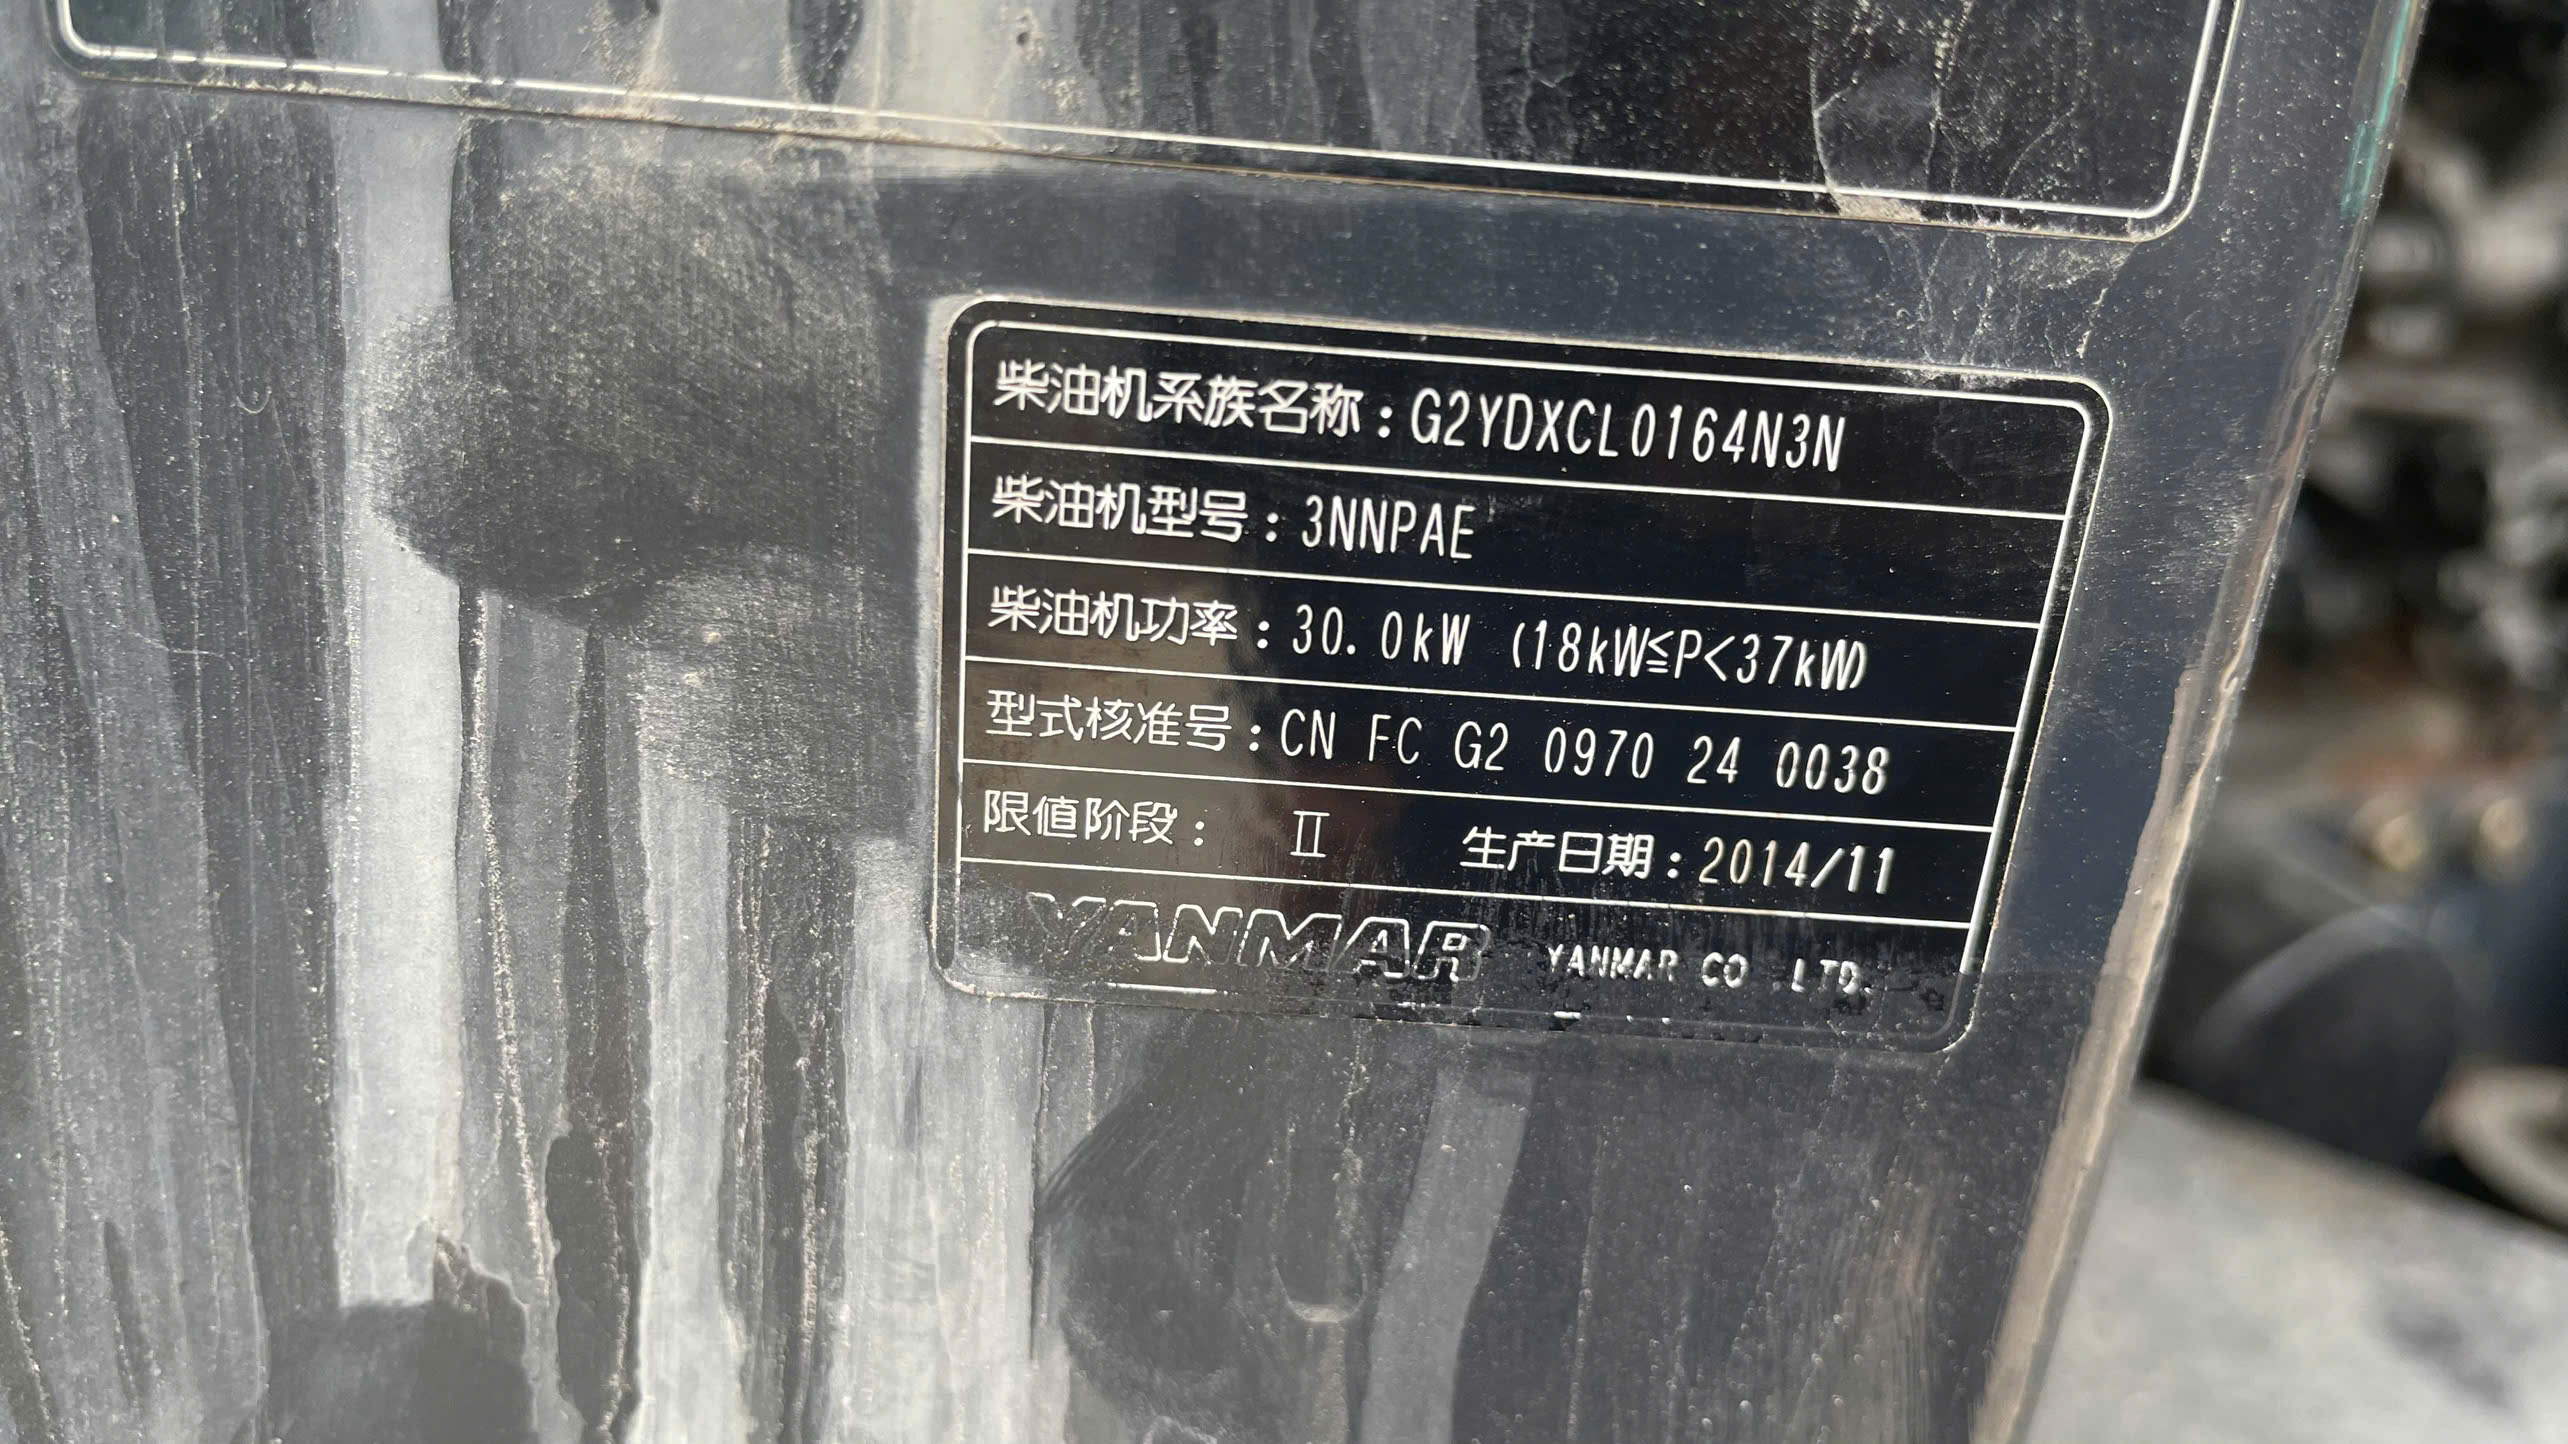 柴油机系族名称：G2YDXCL0164N3N
柴油机型号：3NNPAE
柴油机功率：30.0kW (18kW≦P<37kW)
型式核准号：CN FC G2 0970 24 0038
限值阶段： Ⅱ 生产日期：2014/11
YANMAR YANMAR CO.,LTD.